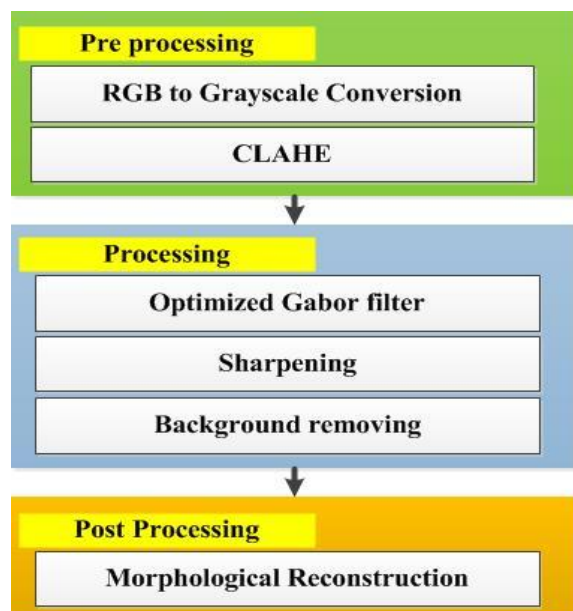 Pre processing
RGB to Grayscale Conversion
CLAHE
Processing
Optimized Gabor filter
Sharpening
Background removing
Post Processing
Morphological Reconstruction